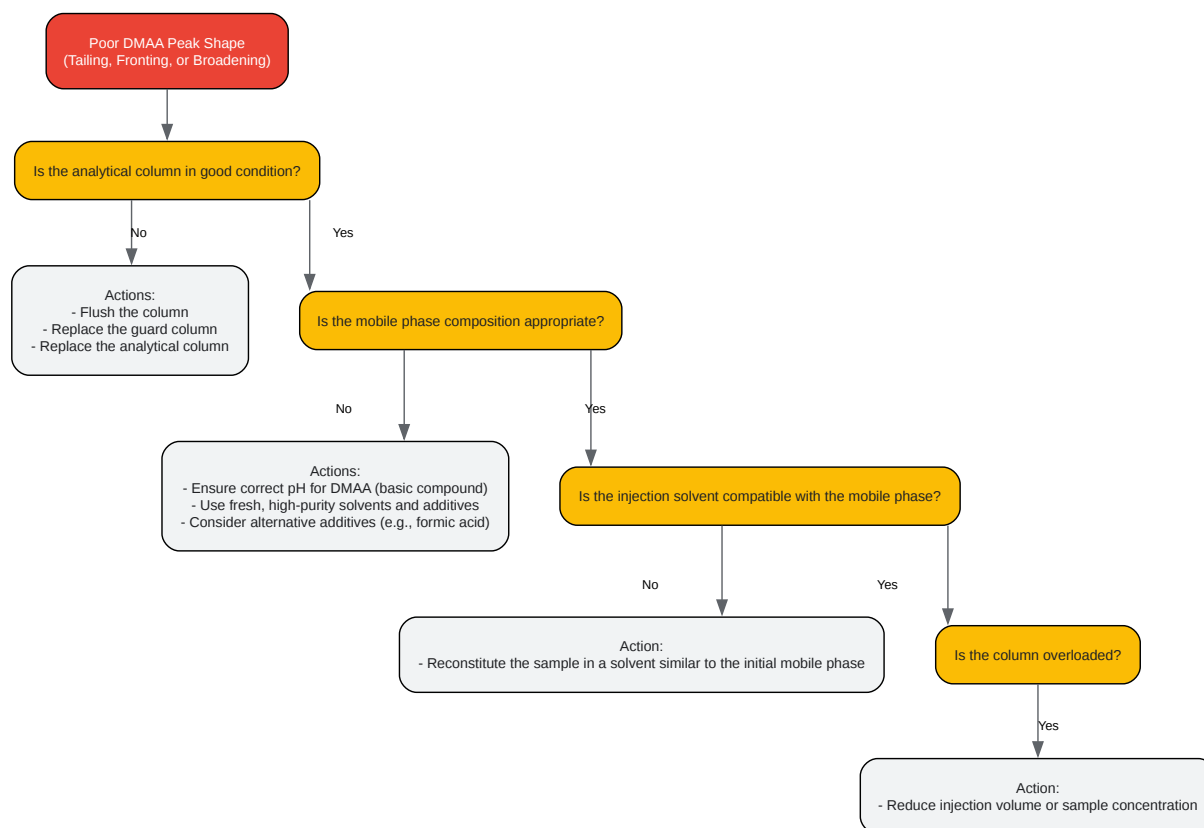 Poor DMAA Peak Shape
(Tailing, Fronting, or Broadening)
Is the analytical column in good condition?
No
Yes
Actions:
- Flush the column
- Replace the guard column
- Replace the analytical column
Is the mobile phase composition appropriate?
No
Yes
Actions:
- Ensure correct pH for DMAA (basic compound)
- Use fresh, high-purity solvents and additives
- Consider alternative additives (e.g., formic acid)
Is the injection solvent compatible with the mobile phase?
No
Yes
Action:
- Reconstitute the sample in a solvent similar to the initial mobile phase
Is the column overloaded?
Yes
Action:
- Reduce injection volume or sample concentration